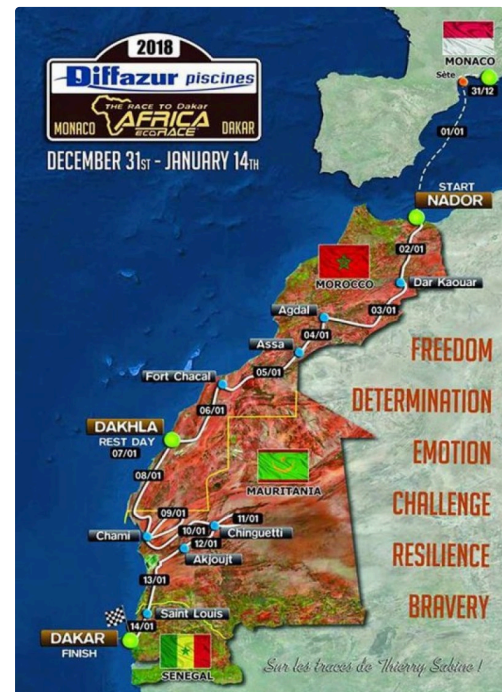 2018
Diffazur piscines
THE RACE TO Dakar
AFRICA
ECO RACE
MONACO
DAKAR
DECEMBER 31ST - JANUARY 14TH
MONACO
Sète
31/12
01/01
START
NADOR
02/01
MOROCCO
Dar Kaouar
03/01
Agdal
04/01
Assa
05/01
FREEDOM
Fort Chacal
06/01
DETERMINATION
DAKHLA
REST DAY
07/01
EMOTION
08/01
MAURITANIA
CHALLENGE
09/01
11/01
10/01
Chinguetti
Chami
12/01
Akjoujt
RESILIENCE
13/01
BRAVERY
Saint Louis
14/01
DAKAR
FINISH
SENEGAL
Sur les traces de Thierry Sabine !